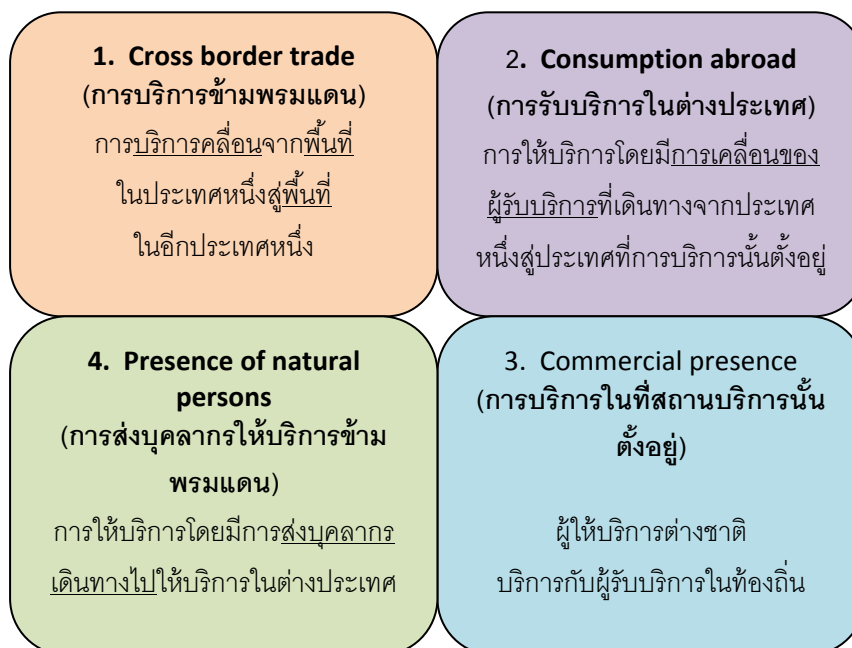 1. Cross border trade
(การบริการข้ามพรมแดน)
การบริการคลื่อนจากพื้นที่
ในประเทศหนึ่งสู่พื้นที่
ในอีกประเทศหนึ่ง
2. Consumption abroad
(การรับบริการในต่างประเทศ)
การให้บริการโดยมีการเคลื่อนของ
ผู้รับบริการที่เดินทางจากประเทศ
หนึ่งสู่ประเทศที่การบริการนั้นตั้งอยู่
4. Presence of natural
persons
(การส่งบุคลากรให้บริการข้าม
พรมแดน)
การให้บริการโดยมีการส่งบุคลากร
เดินทางไปให้บริการในต่างประเทศ
3. Commercial presence
(การบริการในที่สถานบริการนั้น
ตั้งอยู่)
ผู้ให้บริการต่างชาติ
บริการกับผู้รับบริการในท้องถิ่น